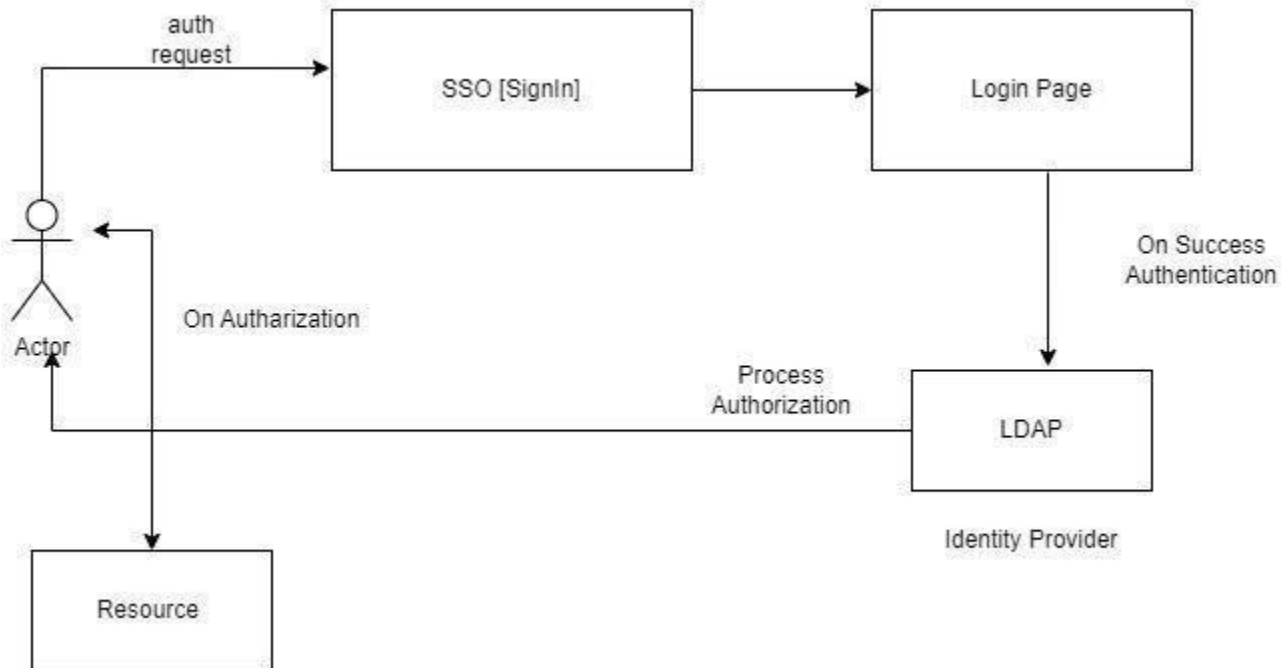 auth
request
SSO [SignIn]
Login Page
On Success
Authentication
On Autharization
Actor
Process
Authorization
LDAP
Identity Provider
Resource